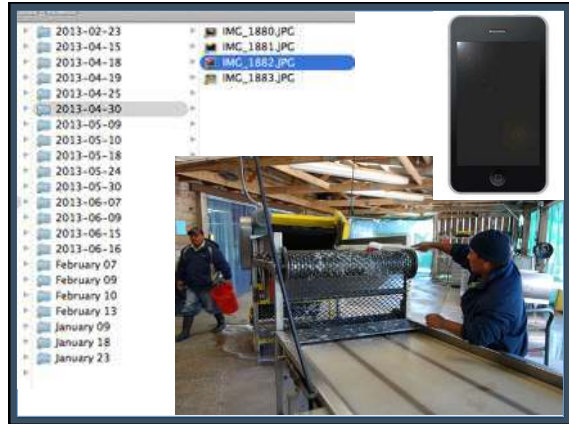 2013-02-23
2013-04-15
2013-04-18
2013-04-19
2013-04-25
2013-04-30
2013-05-09
2013-05-10
2013-05-18
2013-05-24
2013-05-30
2013-06-07
2013-06-09
2013-06-15
2013-06-16
February 07
February 09
February 10
February 13
January 09
January 18
January 23
IMG_1880.JPG
IMG_1881.JPG
IMG_1882.JPG
IMG_1883.JPG